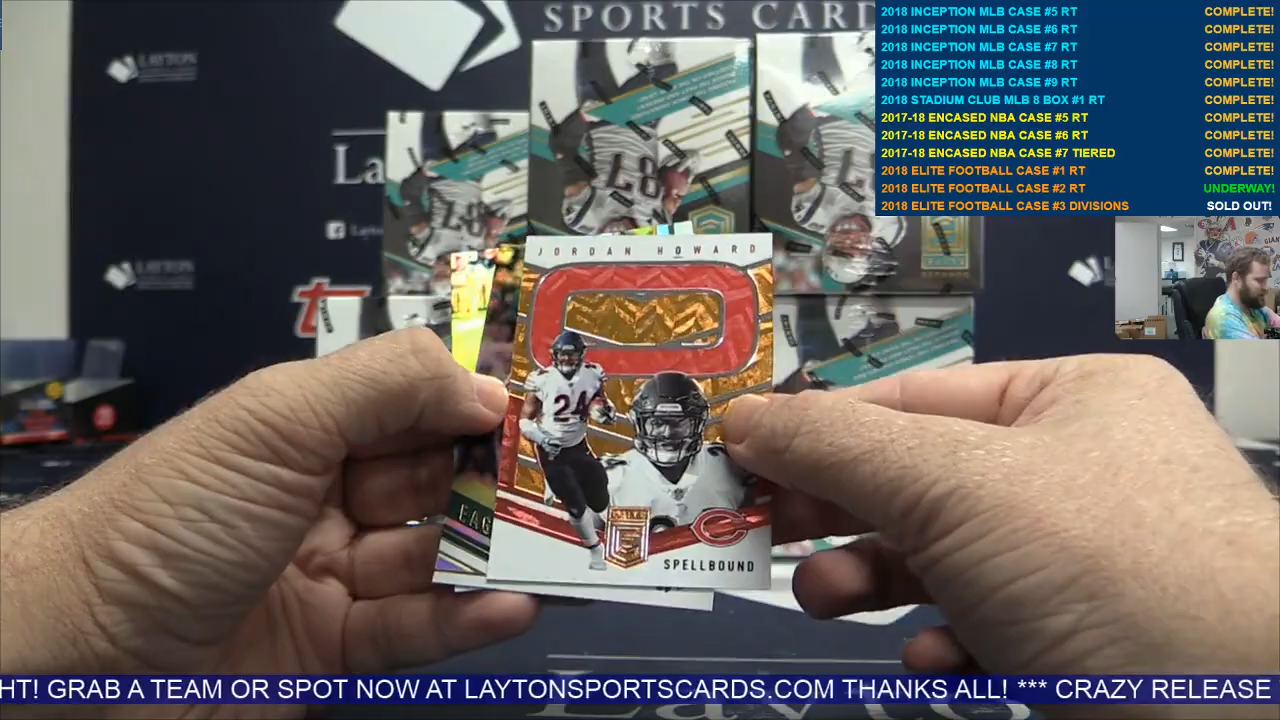 SPORTS CARD
2018 INCEPTION MLB CASE #5 RT COMPLETE!
2018 INCEPTION MLB CASE #6 RT COMPLETE!
2018 INCEPTION MLB CASE #7 RT COMPLETE!
2018 INCEPTION MLB CASE #8 RT COMPLETE!
2018 INCEPTION MLB CASE #9 RT COMPLETE!
2018 STADIUM CLUB MLB 8 BOX #1 RT COMPLETE!
2017-18 ENCASED NBA CASE #5 RT COMPLETE!
2017-18 ENCASED NBA CASE #6 RT COMPLETE!
2017-18 ENCASED NBA CASE #7 TIERED COMPLETE!
2018 ELITE FOOTBALL CASE #1 RT COMPLETE!
2018 ELITE FOOTBALL CASE #2 RT UNDERWAY!
2018 ELITE FOOTBALL CASE #3 DIVISIONS SOLD OUT!
LAYTON
La
87
JORDAN HOWARD
24
EAG
SPELLBOUND
HT! GRAB A TEAM OR SPOT NOW AT LAYTONSPORTSCARDS.COM THANKS ALL! *** CRAZY RELEASE